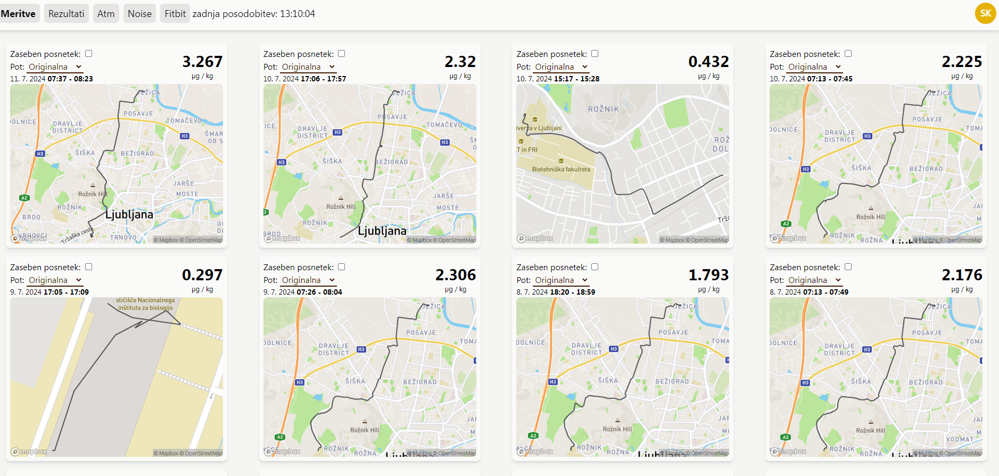 Meritve Rezultati Atm Noise Fitbit zadnja posodobitev: 13:10:04
SK
Zaseben posnetek:
3.267
Pot: Originalna
µg / kg
11. 7. 2024 07:37 - 08:23
JEŽICA
POSAVJE
TOMAČEVO
DRAVLJE
DISTRICT
H3
H3
ŠIŠKA
BEŽIGRAD
JARŠE
Rožnik Hill
MOSTE
A2
ROŽNIK
BRDO
Ljubljana
VRHOVCI
Tržaška cesta
TRNOVO
mapbox
© Mapbox © OpenStreetMap
Zaseben posnetek:
2.32
Pot: Originalna
µg / kg
10. 7. 2024 17:06 - 17:57
JEŽICA
POSAVJE
TOMAČEVO
DRAVLJE
DISTRICT
H3
H3
H3
ŠIŠKA
BEŽIGRAD
JARŠE
Rožnik Hill
MOSTE
ROŽNIK
BRDO
Ljubljana
mapbox
© Mapbox © OpenStreetMap
Zaseben posnetek:
0.432
Pot: Originalna
µg / kg
10. 7. 2024 15:17 - 15:28
ROŽNIK
iverza v Ljubljani
T in FRI
ROŽ
DOL
Biotehniška fakulteta
Trža
mapbox
© Mapbox © OpenStreetMap
Zaseben posnetek:
2.225
Pot: Originalna
µg / kg
10. 7. 2024 07:13 - 07:45
JEŽICA
POSAVJE
DOLNICE
TOMA
DRAVLJE
DISTRICT
H3
H3
ŠIŠKA
BEŽIGRAD
Rožnik Hill
A2
ROŽNIK
ROŽNA
mapbox
© Mapbox © OpenStreetMap
Zaseben posnetek:
0.297
Pot: Originalna
µg / kg
9. 7. 2024 17:05 - 17:09
stičišče Nacionalnega
inštituta za biologijo
mapbox
© Mapbox © OpenStreetMap
Zaseben posnetek:
2.306
Pot: Originalna
µg / kg
9. 7. 2024 07:26 - 08:04
JEŽICA
POSAVJE
DOLNICE
TOMA
DRAVLJE
DISTRICT
H3
H3
ŠIŠKA
BEŽIGRAD
Rožnik Hill
A2
ROŽNIK
ROŽNA
mapbox
© Mapbox © OpenStreetMap
Zaseben posnetek:
1.793
Pot: Originalna
µg / kg
8. 7. 2024 18:20 - 18:59
JEŽICA
POSAVJE
DOLNICE
TOMA
DRAVLJE
DISTRICT
H3
H3
ŠIŠKA
BEŽIGRAD
Rožnik Hill
A2
ROŽNIK
ROŽNA
mapbox
© Mapbox © OpenStreetMap
Zaseben posnetek:
2.176
Pot: Originalna
µg / kg
8. 7. 2024 07:13 - 07:49
JEŽICA
POSAVJE
DOLNICE
TOMA
DRAVLJE
DISTRICT
H3
H3
ŠIŠKA
BEŽIGRAD
Rožnik Hill
A2
VODMAT
ROŽNIK
ROŽNA
mapbox
© Mapbox © OpenStreetMap